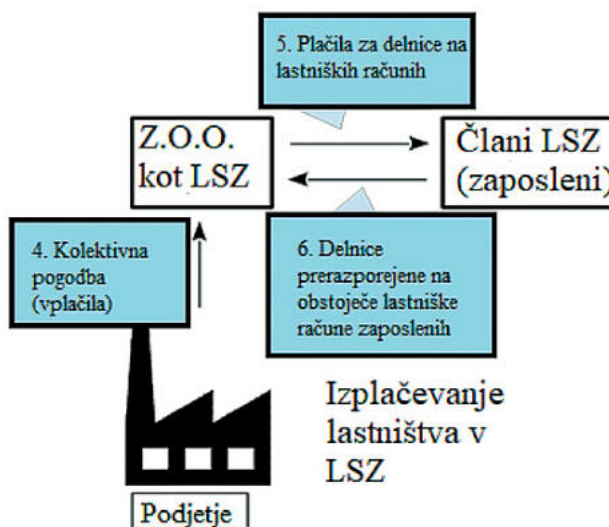 5. Plačila za delnice na
lastniških računih
Z.O.O.
kot LSZ
Člani LSZ
(zaposleni)
4. Kolektivna
pogodba
(vplačila)
6. Delnice
prerazporejene na
obstoječe lastniške
račune zaposlenih
Izplačevanje
lastništva v
LSZ
Podjetje